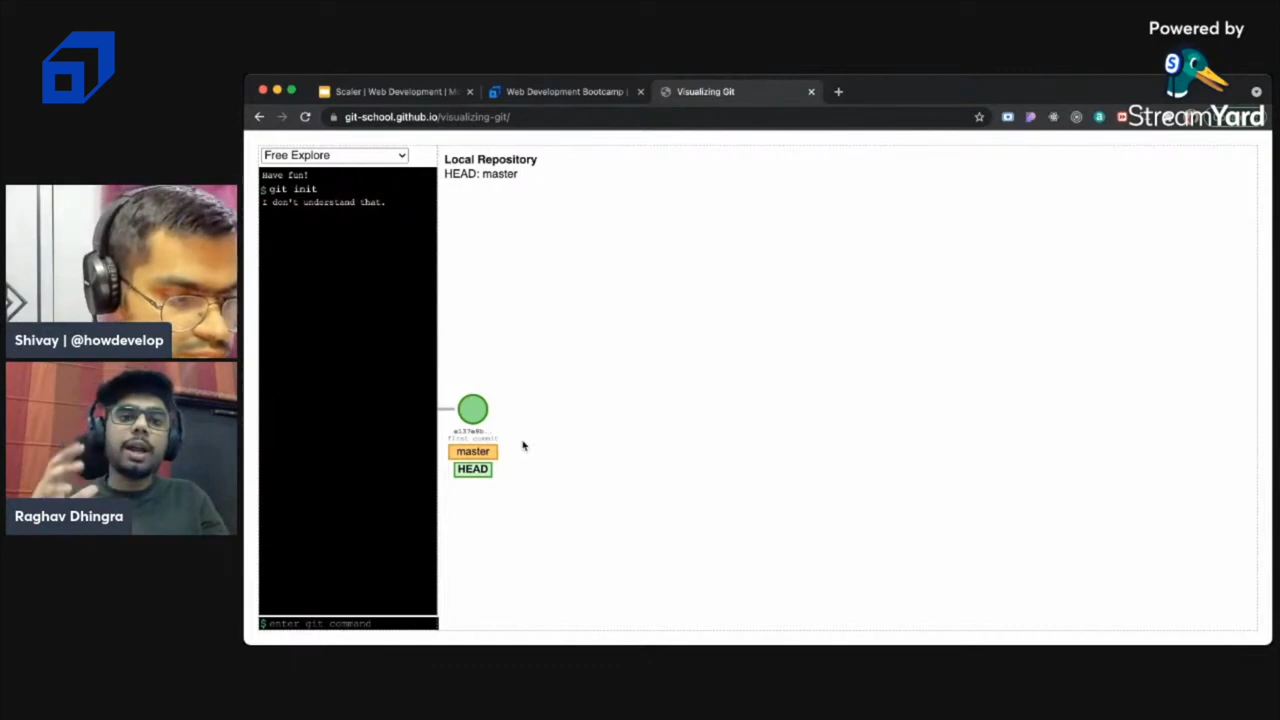 Powered by
S
StreamYard
Scaler | Web Development | M
Web Development Bootcamp |
Visualizing Git
git-school.github.io/visualizing-git/
Free Explore
Have fun!
$ git init
I don't understand that.
$ enter git command
Local Repository
HEAD: master
first commit
master
HEAD
Shivay | @howdevelop
Raghav Dhingra